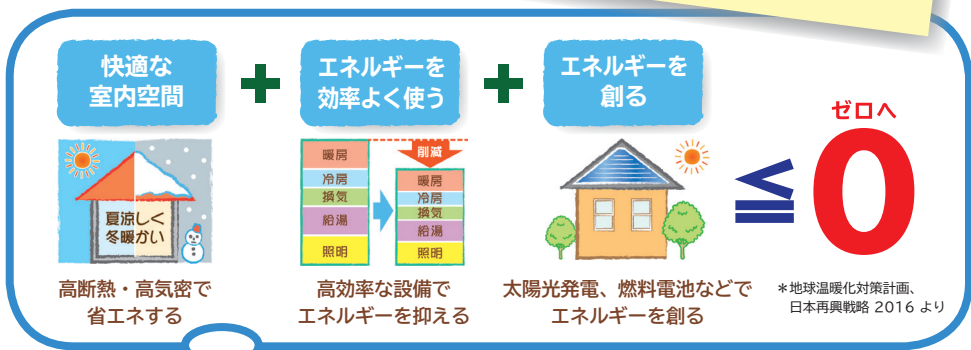 快適な
室内空間
+
エネルギーを
効率よく使う
+
エネルギーを
創る
≦
ゼロへ
0
夏涼しく
冬暖かい
暖房
冷房
換気
給湯
照明
削減
暖房
冷房
換気
給湯
照明
高断熱・高気密で
省エネする
高効率な設備で
エネルギーを抑える
太陽光発電、燃料電池などで
エネルギーを創る
＊地球温暖化対策計画、
日本再興戦略 2016 より